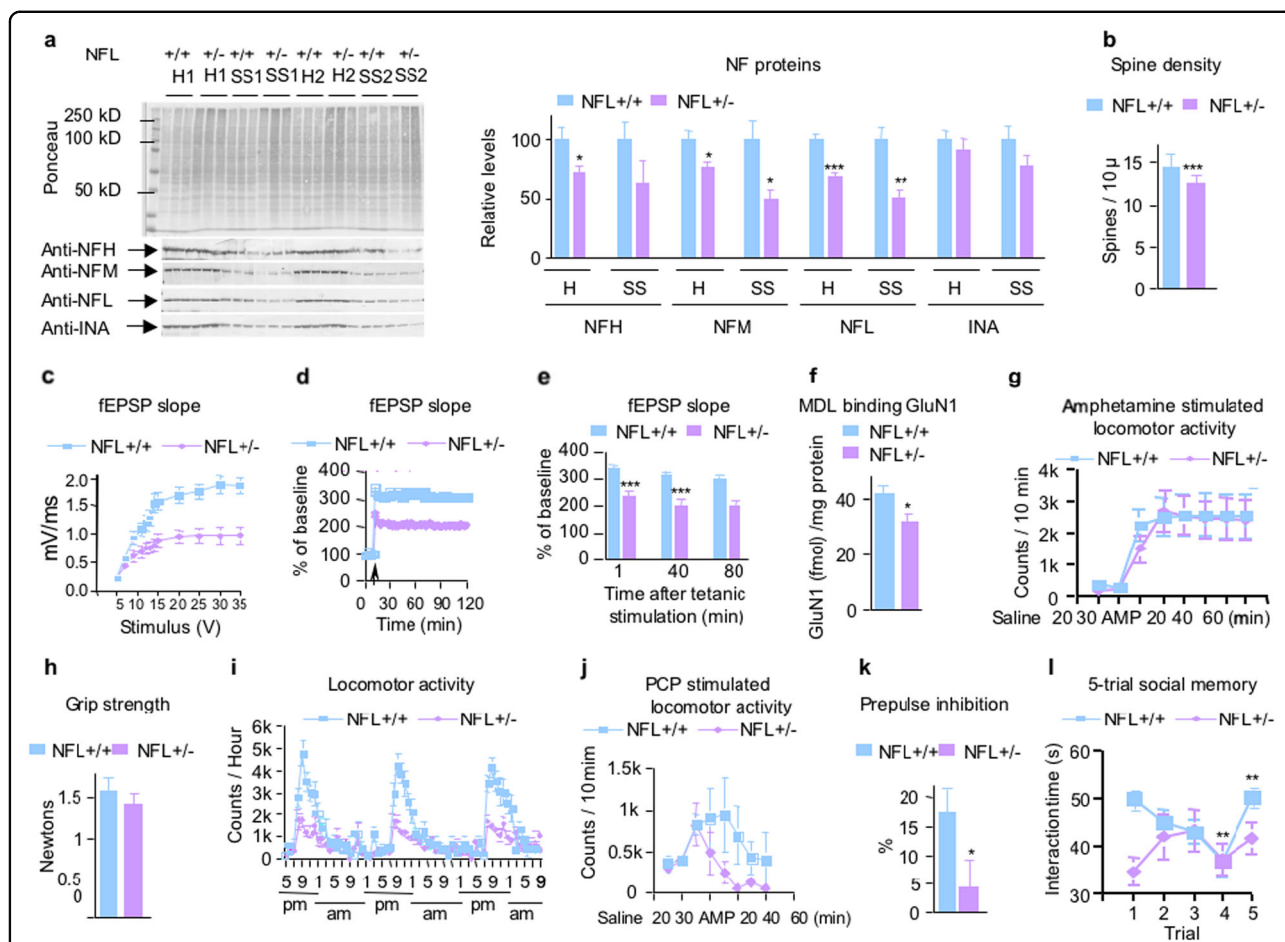 a
NFL
+/+ +/- +/+ +/- +/+ +/- +/+ +/-
H1 H1 SS1 SS1 H2 H2 SS2 SS2
Ponceau
250 kD
100 kD
50 kD
Anti-NFH
Anti-NFM
Anti-NFL
Anti-INA
NF proteins
NFL+/+ NFL+/-
Relative levels
100
50
0
* * * *** ** 
H SS H SS H SS H SS
NFH NFM NFL INA
b
Spine density
NFL+/+ NFL+/-
Spines / 10 µ
15
10
5
0
***
c
fEPSP slope
NFL+/+ NFL+/-
mV/ms
2.0
1.5
1.0
0.5
0.0
5 10 15 20 25 30 35
Stimulus (V)
d
fEPSP slope
NFL+/+ NFL+/-
% of baseline
400
300
200
100
0
0 30 60 90 120
Time (min)
e
fEPSP slope
NFL+/+ NFL+/-
% of baseline
400
300
200
100
0
*** ***
1 40 80
Time after tetanic
stimulation (min)
f
MDL binding GluN1
NFL+/+
NFL+/-
GluN1 (fmol) /mg protein
40
20
0
*
g
Amphetamine stimulated
locomotor activity
NFL+/+ NFL+/-
Counts / 10 min
4k
3k
2k
1k
0
Saline 20 30 AMP 20 40 60 (min)
h
Grip strength
NFL+/+ NFL+/-
Newtons
1.5
1
0.5
0
i
Locomotor activity
NFL+/+ NFL+/-
Counts / Hour
6k
5k
4k
3k
2k
1k
0
5 9 1 5 9 1 5 9 1 5 9 1 5 9 1 5 9
pm am pm am pm am
j
PCP stimulated
locomotor activity
NFL+/+ NFL+/-
Counts / 10mim
1.5k
1k
0.5k
0
Saline 20 30 AMP 20 40 60 (min)
k
Prepulse inhibition
NFL+/+ NFL+/-
%
20
15
10
5
0
*
l
5-trial social memory
NFL+/+ NFL+/-
Interaction time (s)
60
50
40
30
** **
1 2 3 4 5
Trial